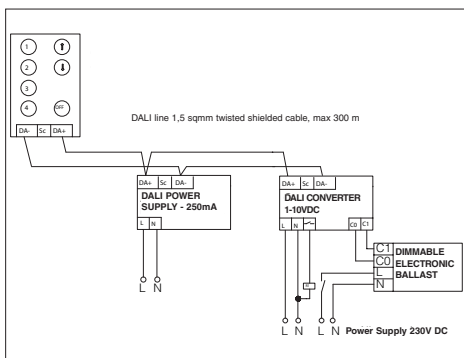 1
2
3
4 OFF
DA- Sc DA+
DALI line 1,5 sqmm twisted shielded cable, max 300 m
DA+ Sc DA-
DALI POWER
SUPPLY - 250mA
L N
L N
DA+ Sc DA-
DALI CONVERTER
1-10VDC
L N C0 C1
C1
C0
L
N
DIMMABLE
ELECTRONIC
BALLAST
L N L N Power Supply 230V DC